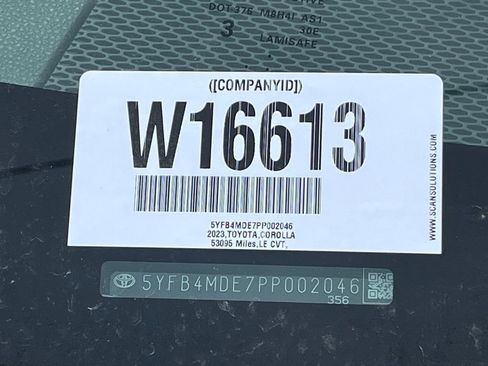 DOT-376 M8H4I AS1
3 30E
LAMISAFE
([COMPANYID])
W16613
5YFB4MDE7PP002046
2023,TOYOTA,COROLLA
53095 Miles,LE CVT,
WWW.SCANSOLUTIONS.COM
5YFB4MDE7PP002046
356